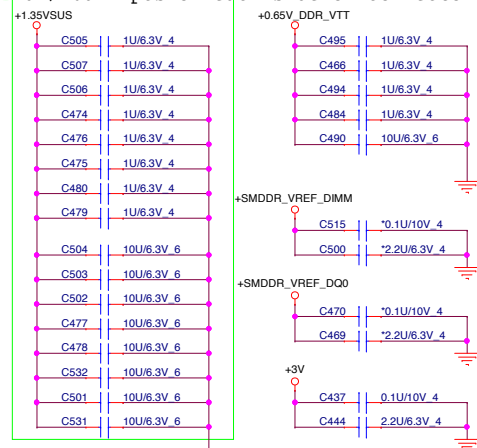 +1.35VSUS
C505 1U/6.3V_4
C507 1U/6.3V_4
C506 1U/6.3V_4
C474 1U/6.3V_4
C476 1U/6.3V_4
C475 1U/6.3V_4
C480 1U/6.3V_4
C479 1U/6.3V_4
C504 10U/6.3V_6
C503 10U/6.3V_6
C502 10U/6.3V_6
C477 10U/6.3V_6
C478 10U/6.3V_6
C532 10U/6.3V_6
C501 10U/6.3V_6
C531 10U/6.3V_6
+0.65V_DDR_VTT
C495 1U/6.3V_4
C466 1U/6.3V_4
C494 1U/6.3V_4
C484 1U/6.3V_4
C490 10U/6.3V_6
+SMDDR_VREF_DIMM
C515 *0.1U/10V_4
C500 *2.2U/6.3V_4
+SMDDR_VREF_DQ0
C470 *0.1U/10V_4
C469 *2.2U/6.3V_4
+3V
C437 0.1U/10V_4
C444 2.2U/6.3V_4